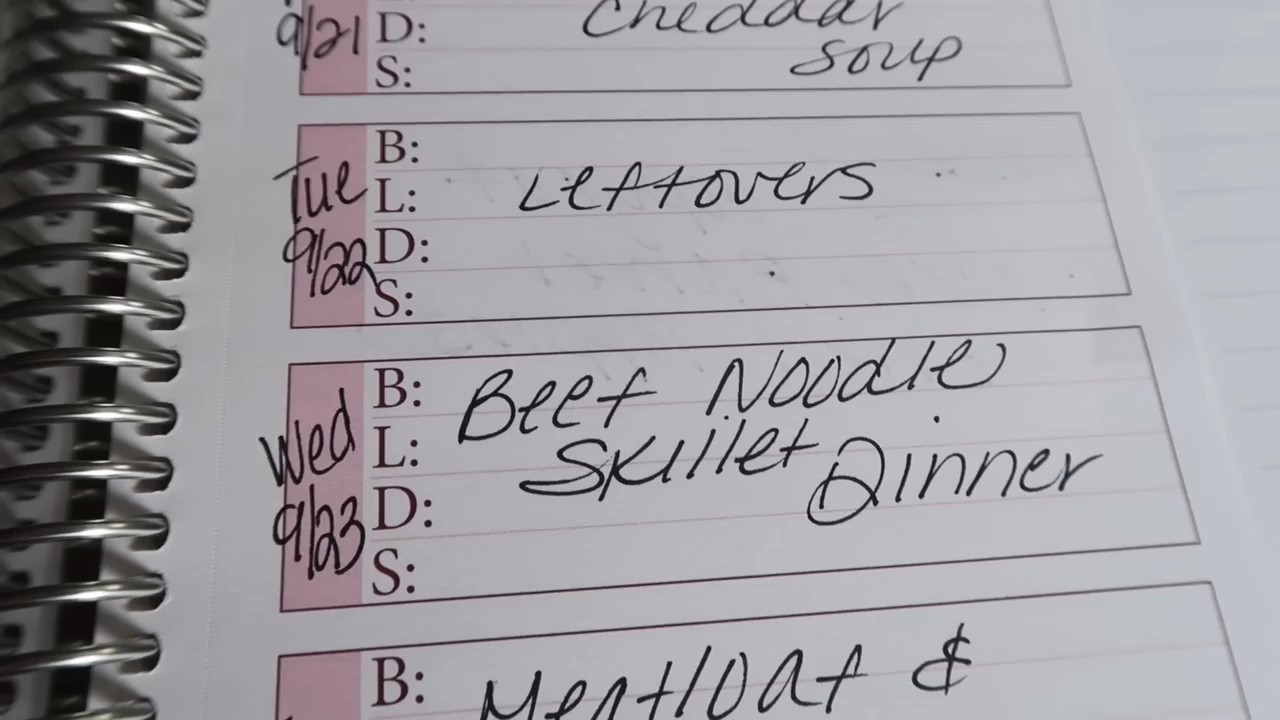 Cheddar
9/21 D:
soup
S:
B:
Tue
L: Leftovers
9/22 D:
S:
B: Beef Noodle
Wed L: Skillet Dinner
9/23 D:
S:
B: Meatloaf &